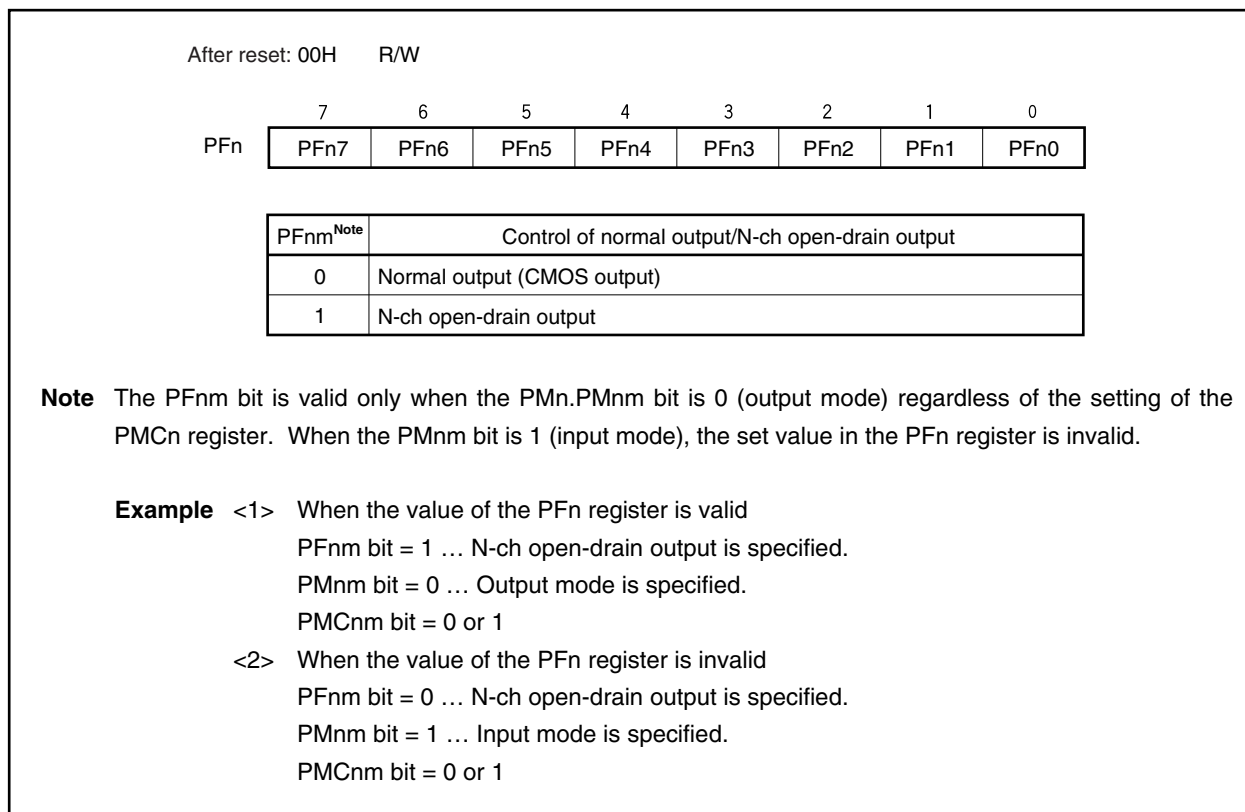 After reset: 00H R/W
7 6 5 4 3 2 1 0
PFn PFn7 PFn6 PFn5 PFn4 PFn3 PFn2 PFn1 PFn0
PFnmNote Control of normal output/N-ch open-drain output
0 Normal output (CMOS output)
1 N-ch open-drain output
Note The PFnm bit is valid only when the PMn.PMnm bit is 0 (output mode) regardless of the setting of the
PMCn register. When the PMnm bit is 1 (input mode), the set value in the PFn register is invalid.
Example <1> When the value of the PFn register is valid
PFnm bit = 1 … N-ch open-drain output is specified.
PMnm bit = 0 … Output mode is specified.
PMCnm bit = 0 or 1
<2> When the value of the PFn register is invalid
PFnm bit = 0 … N-ch open-drain output is specified.
PMnm bit = 1 … Input mode is specified.
PMCnm bit = 0 or 1